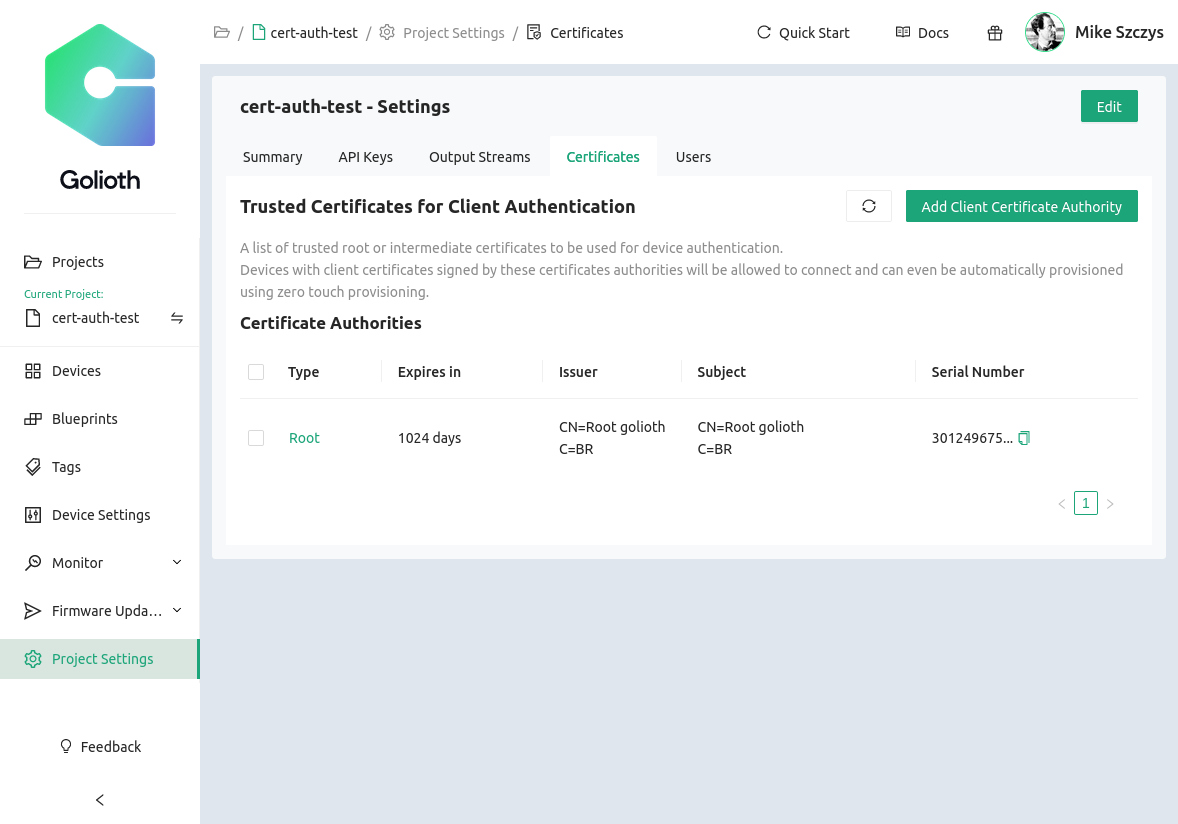 Golioth
Projects
Current Project:
cert-auth-test
Devices
Blueprints
Tags
Device Settings
Monitor
Firmware Upda...
Project Settings
Feedback
/ cert-auth-test / Project Settings / Certificates
Quick Start
Docs
Mike Szczys
cert-auth-test - Settings
Edit
Summary API Keys Output Streams Certificates Users
Trusted Certificates for Client Authentication
Add Client Certificate Authority
A list of trusted root or intermediate certificates to be used for device authentication.
Devices with client certificates signed by these certificates authorities will be allowed to connect and can even be automatically provisioned
using zero touch provisioning.
Certificate Authorities
Type Expires in Issuer Subject Serial Number
Root 1024 days CN=Root golioth CN=Root golioth 301249675...
C=BR C=BR
< 1 >